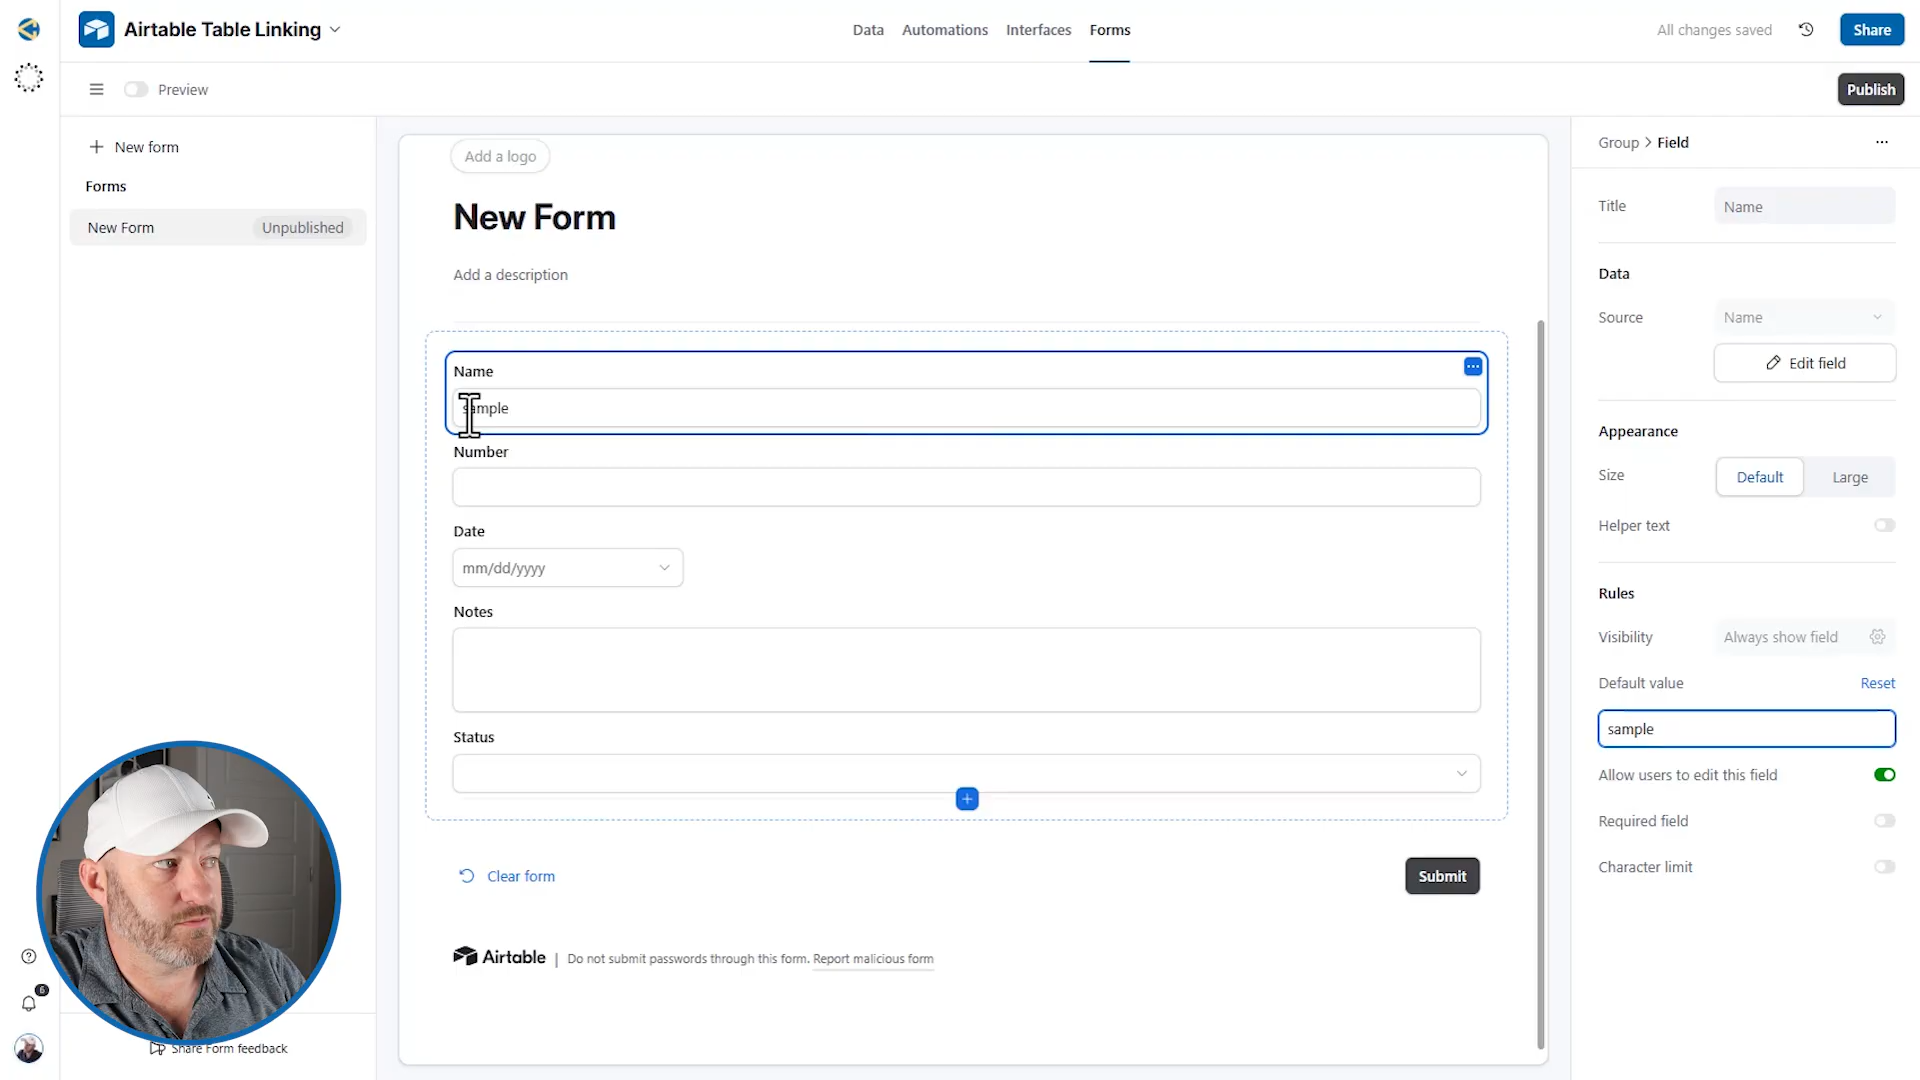 Airtable Table Linking
Data
Automations
Interfaces
Forms
All changes saved
Share
Preview
Publish
New form
Forms
New Form
Unpublished
Add a logo
New Form
Add a description
Name
sample
Number
Date
mm/dd/yyyy
Notes
Status
Clear form
Submit
Airtable | Do not submit passwords through this form. Report malicious form
Group > Field
Title
Name
Data
Source
Name
Edit field
Appearance
Size
Default
Large
Helper text
Rules
Visibility
Always show field
Default value
Reset
sample
Allow users to edit this field
Required field
Character limit
6
Share Form feedback